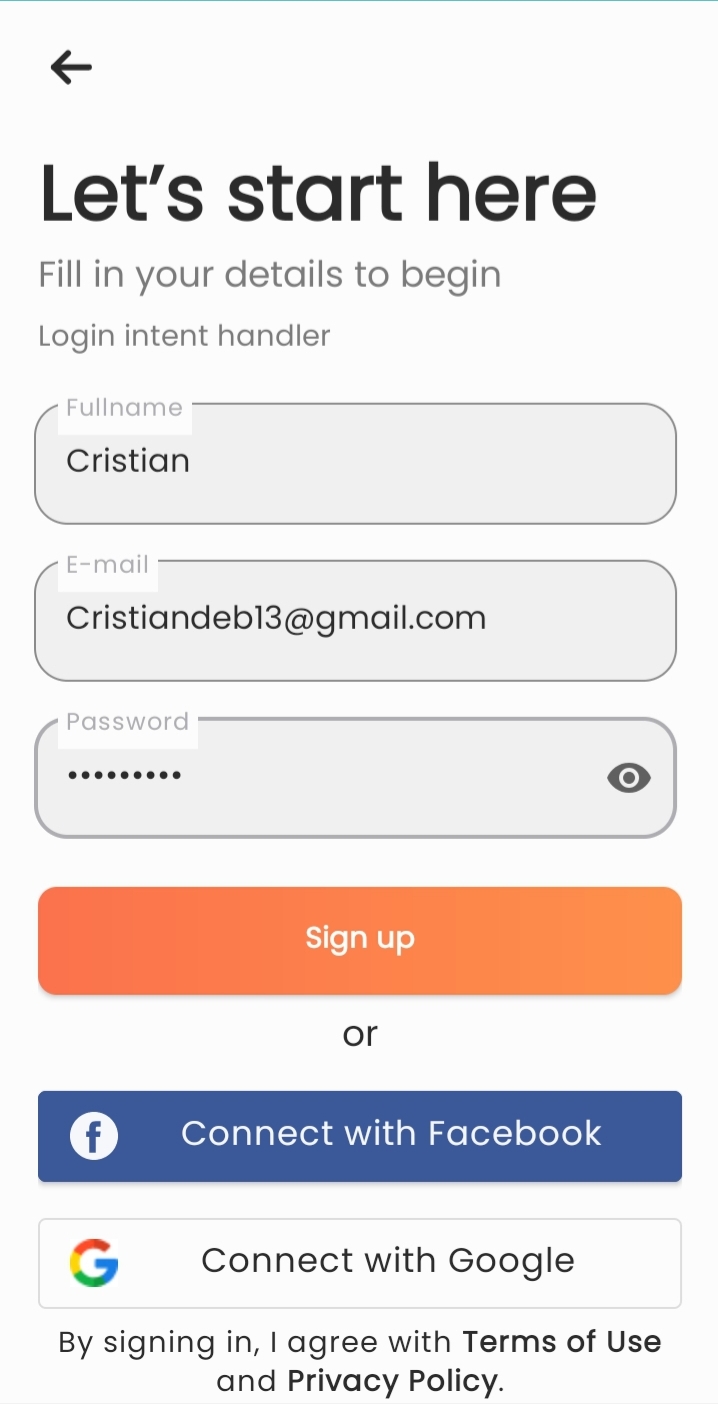 Let’s start here
Fill in your details to begin
Login intent handler
Fullname
Cristian
E-mail
Cristiandeb13@gmail.com
Password
•••••••••
Sign up
or
Connect with Facebook
Connect with Google
By signing in, I agree with Terms of Use
and Privacy Policy.